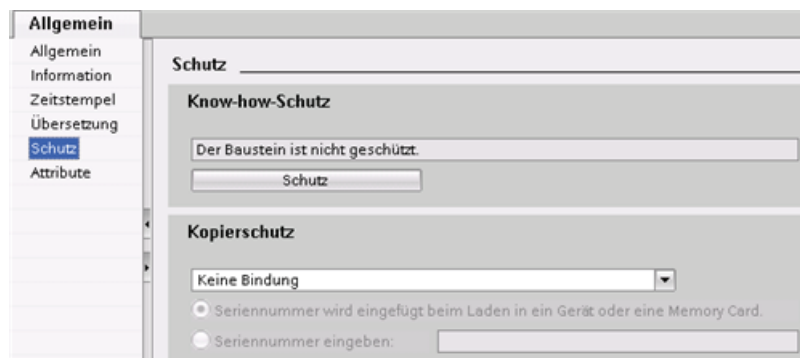 Allgemein
Allgemein
Information
Zeitstempel
Übersetzung
Schutz
Attribute
Schutz
Know-how-Schutz
Der Baustein ist nicht geschützt.
Schutz
Kopierschutz
Keine Bindung
Seriennummer wird eingefügt beim Laden in ein Gerät oder eine Memory Card.
Seriennummer eingeben: